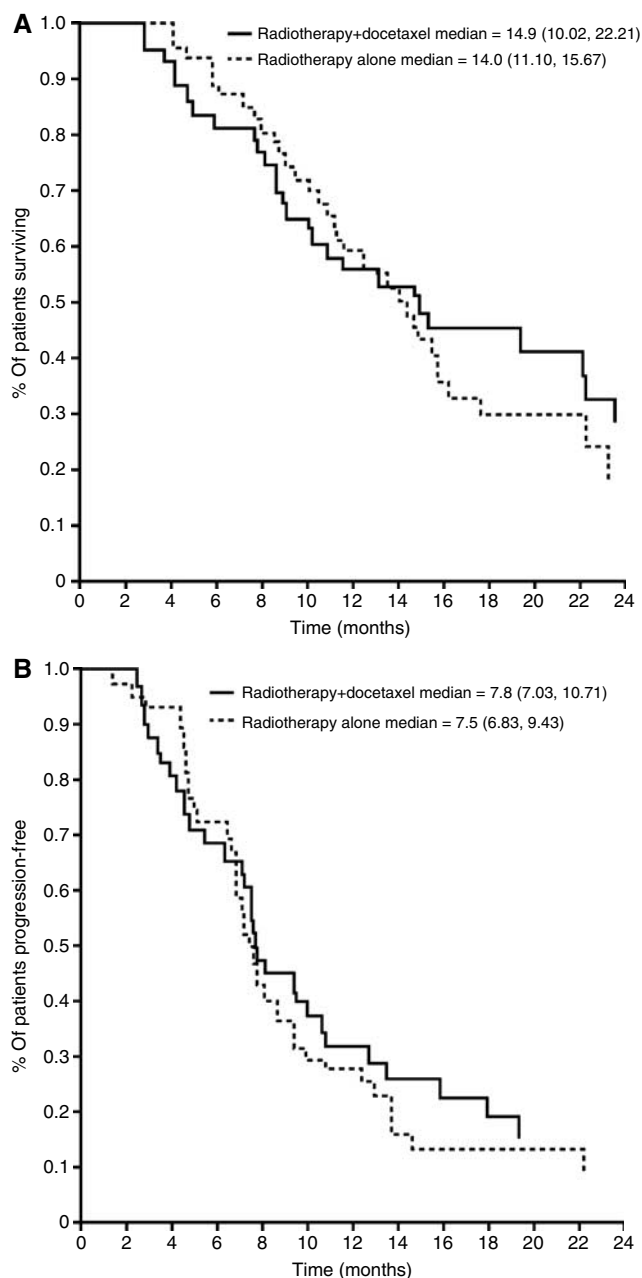 A
Radiotherapy+docetaxel median = 14.9 (10.02, 22.21)
Radiotherapy alone median = 14.0 (11.10, 15.67)
% Of patients surviving
1.0
0.9
0.8
0.7
0.6
0.5
0.4
0.3
0.2
0.1
0
0 2 4 6 8 10 12 14 16 18 20 22 24
Time (months)
B
Radiotherapy+docetaxel median = 7.8 (7.03, 10.71)
Radiotherapy alone median = 7.5 (6.83, 9.43)
% Of patients progression-free
1.0
0.9
0.8
0.7
0.6
0.5
0.4
0.3
0.2
0.1
0
0 2 4 6 8 10 12 14 16 18 20 22 24
Time (months)